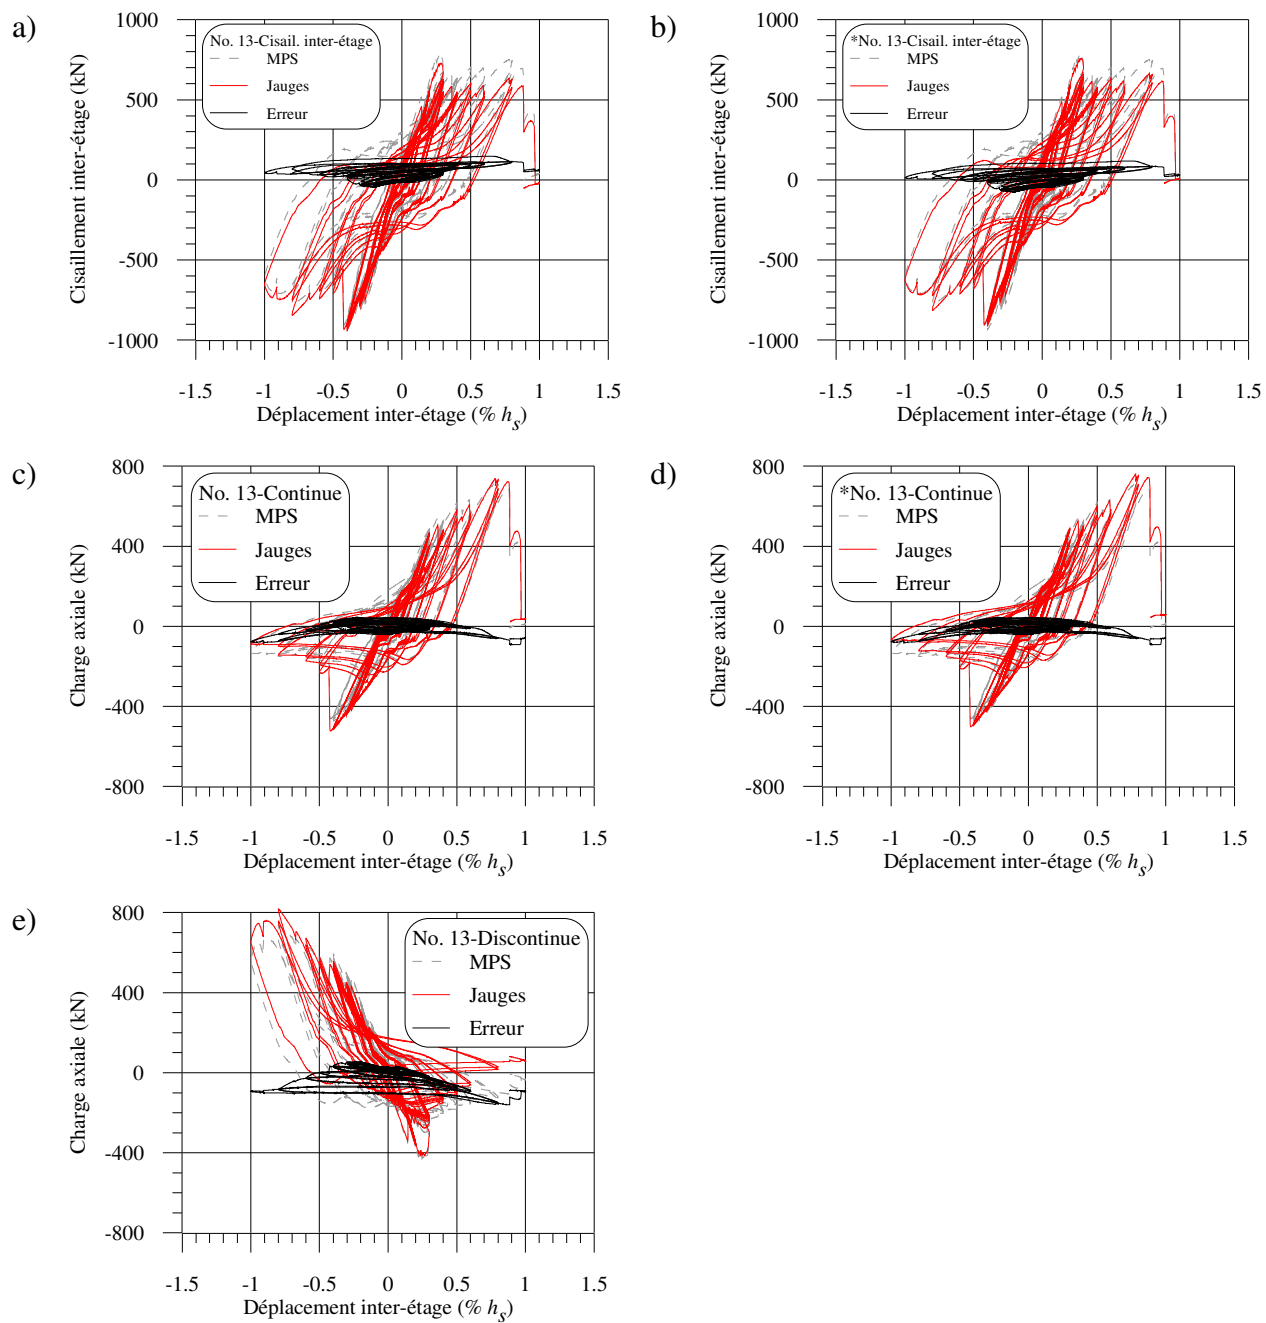 a)
Cisaillement inter-étage (kN)
1000
500
0
-500
-1000
No. 13-Cisail. inter-étage
MPS
Jauges
Erreur
-1.5 -1 -0.5 0 0.5 1 1.5
Déplacement inter-étage (% hs)
b)
Cisaillement inter-étage (kN)
1000
500
0
-500
-1000
*No. 13-Cisail. inter-étage
MPS
Jauges
Erreur
-1.5 -1 -0.5 0 0.5 1 1.5
Déplacement inter-étage (% hs)
c)
Charge axiale (kN)
800
400
0
-400
-800
No. 13-Continue
MPS
Jauges
Erreur
-1.5 -1 -0.5 0 0.5 1 1.5
Déplacement inter-étage (% hs)
d)
Charge axiale (kN)
800
400
0
-400
-800
*No. 13-Continue
MPS
Jauges
Erreur
-1.5 -1 -0.5 0 0.5 1 1.5
Déplacement inter-étage (% hs)
e)
Charge axiale (kN)
800
400
0
-400
-800
No. 13-Discontinue
MPS
Jauges
Erreur
-1.5 -1 -0.5 0 0.5 1 1.5
Déplacement inter-étage (% hs)